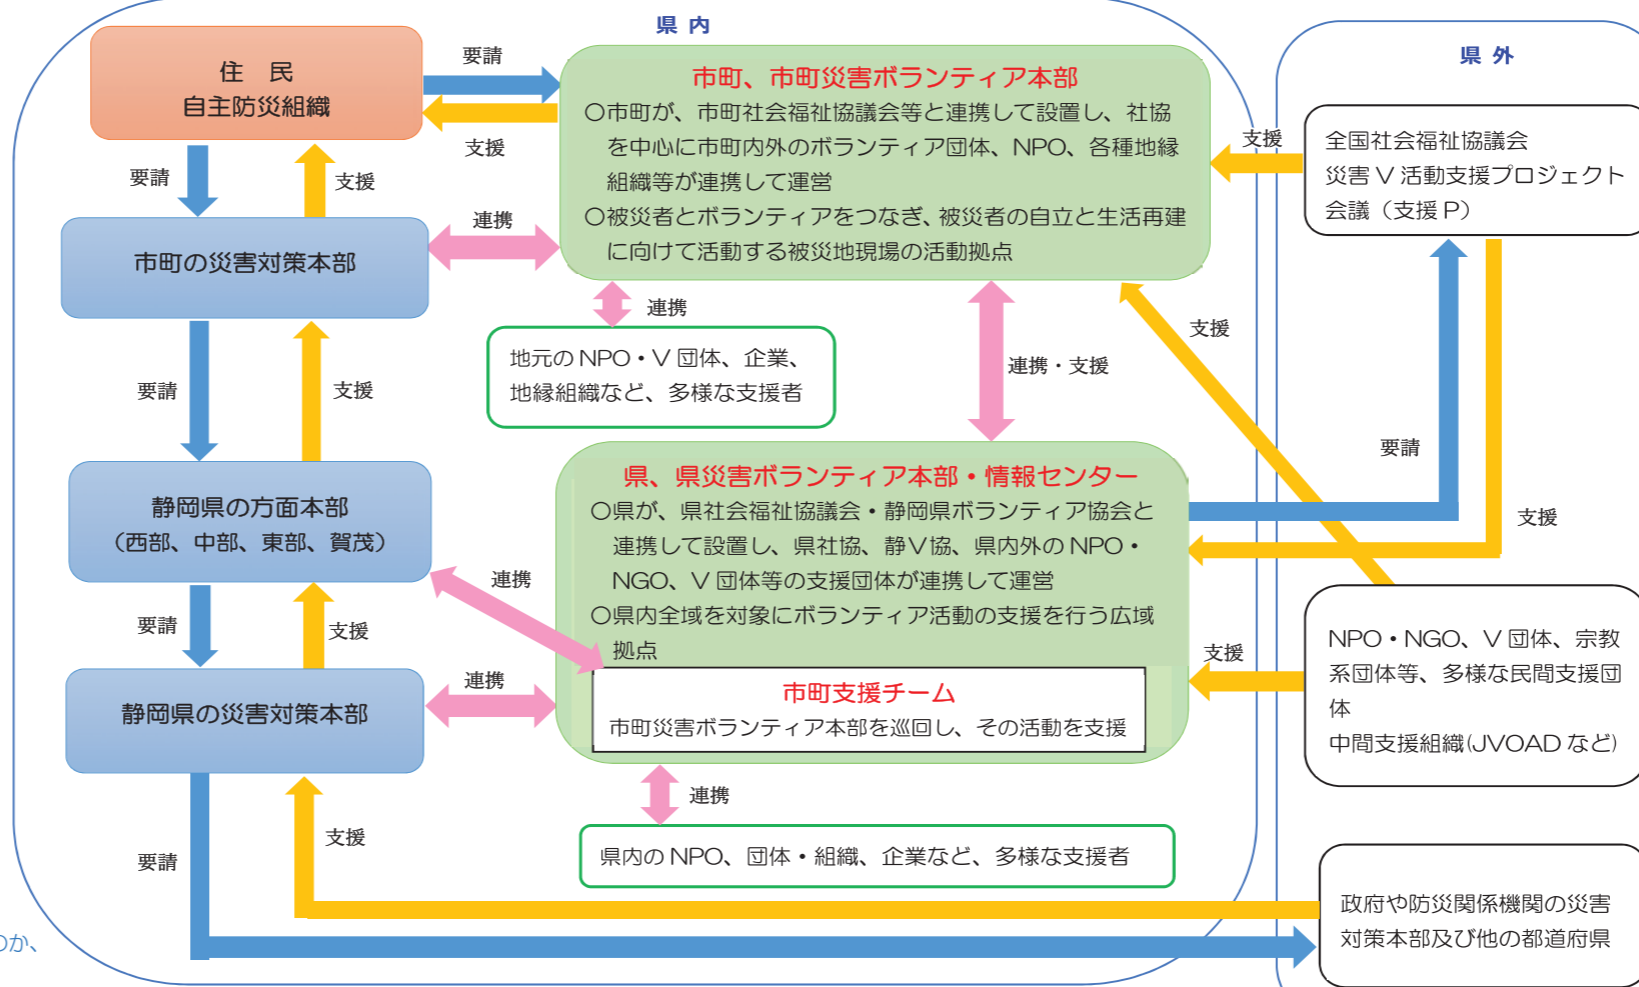 県 内
住　民
自主防災組織
要請
支援
市町、市町災害ボランティア本部
○市町が、市町社会福祉協議会等と連携して設置し、社協
を中心に市町内外のボランティア団体、NPO、各種地縁
組織等が連携して運営
○被災者とボランティアをつなぎ、被災者の自立と生活再建
に向けて活動する被災地現場の活動拠点
県 外
支援
全国社会福祉協議会
災害 V 活動支援プロジェクト
会議（支援 P）
要請
支援
市町の災害対策本部
連携
連携
地元の NPO・V 団体、企業、
地縁組織など、多様な支援者
連携・支援
支援
要請
支援
要請
支援
静岡県の方面本部
（西部、中部、東部、賀茂）
連携
県、県災害ボランティア本部・情報センター
○県が、県社会福祉協議会・静岡県ボランティア協会と
連携して設置し、県社協、静V協、県内外の NPO・
NGO、V 団体等の支援団体が連携して運営
○県内全域を対象にボランティア活動の支援を行う広域
拠点
市町支援チーム
市町災害ボランティア本部を巡回し、その活動を支援
支援
NPO・NGO、V 団体、宗教
系団体等、多様な民間支援団
体
中間支援組織(JVOAD など)
要請
支援
静岡県の災害対策本部
連携
連携
県内の NPO、団体・組織、企業など、多様な支援者
要請
支援
政府や防災関係機関の災害
対策本部及び他の都道府県
のか、